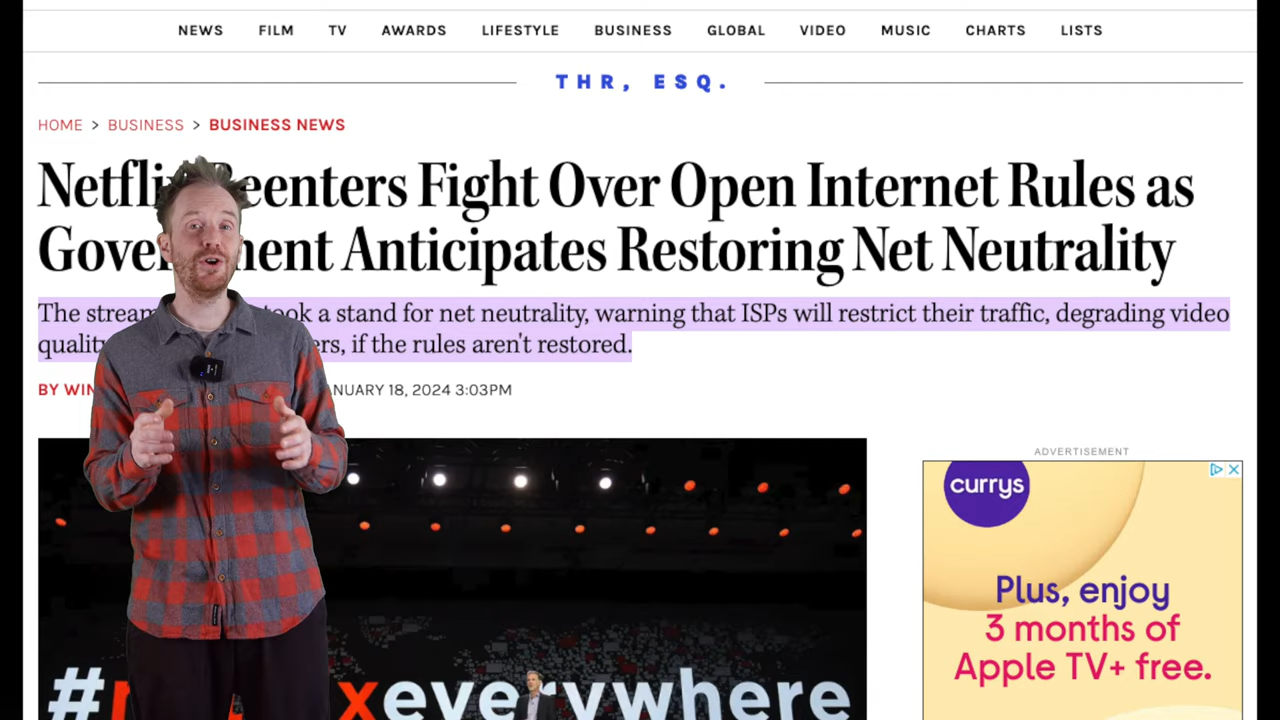 NEWS FILM TV AWARDS LIFESTYLE BUSINESS GLOBAL VIDEO MUSIC CHARTS LISTS
THR, ESQ.
HOME > BUSINESS > BUSINESS NEWS
Reenters Fight Over Open Internet Rules as
Anticipates Restoring Net Neutrality
The took a stand for net neutrality, warning that ISPs will restrict their traffic, degrading video
if the rules aren't restored.
BY 18, 2024 3:03PM
ADVERTISEMENT
currys
Plus, enjoy
3 months of
Apple TV+ free.